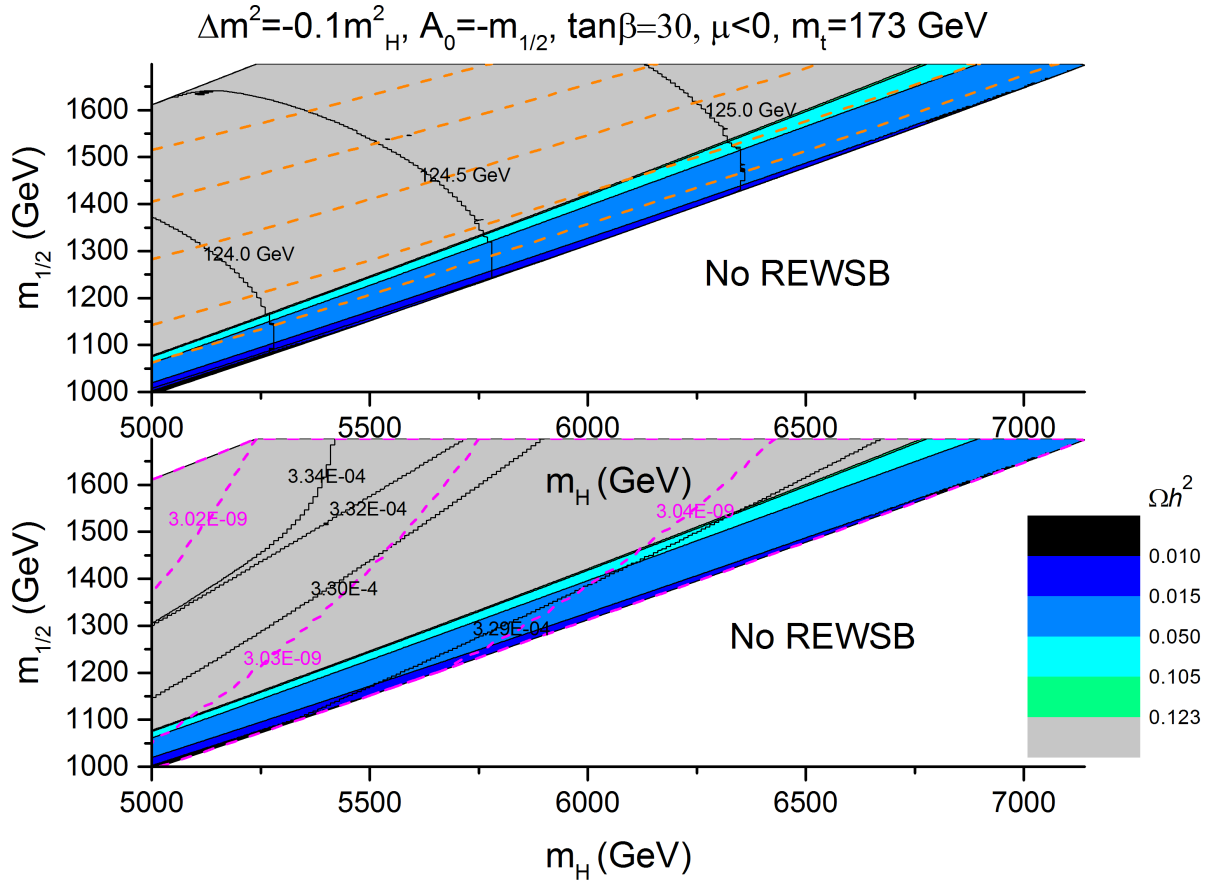 Δm²=-0.1m²_H, A₀=-m₁/₂, tanβ=30, μ<0, m_t=173 GeV
m₁/₂ (GeV)
1600
1500
1400
1300
1200
1100
1000
125.0 GeV
124.5 GeV
124.0 GeV
No REWSB
5000 5500 6000 6500 7000
m_H (GeV)
m₁/₂ (GeV)
1600
1500
1400
1300
1200
1100
1000
3.34E-04
3.32E-04
3.02E-09
3.04E-09
3.30E-4
3.29E-04
3.03E-09
No REWSB
5000 5500 6000 6500 7000
m_H (GeV)
Ωh²
0.010
0.015
0.050
0.105
0.123